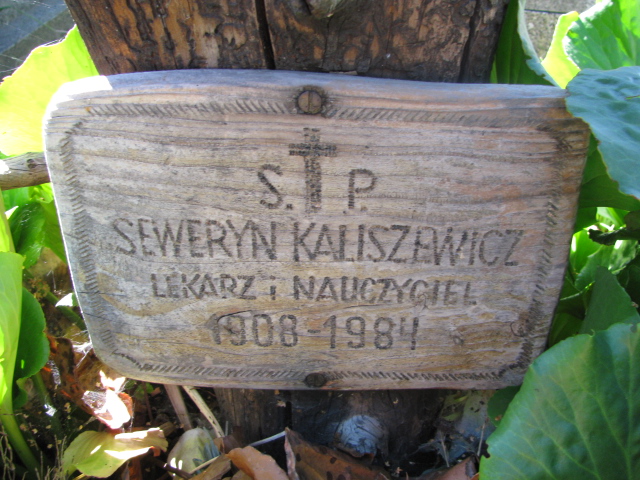 S. P.
SEWERYN KALISZEWICZ
LEKARZ i NAUCZYCIEL
1908-1984